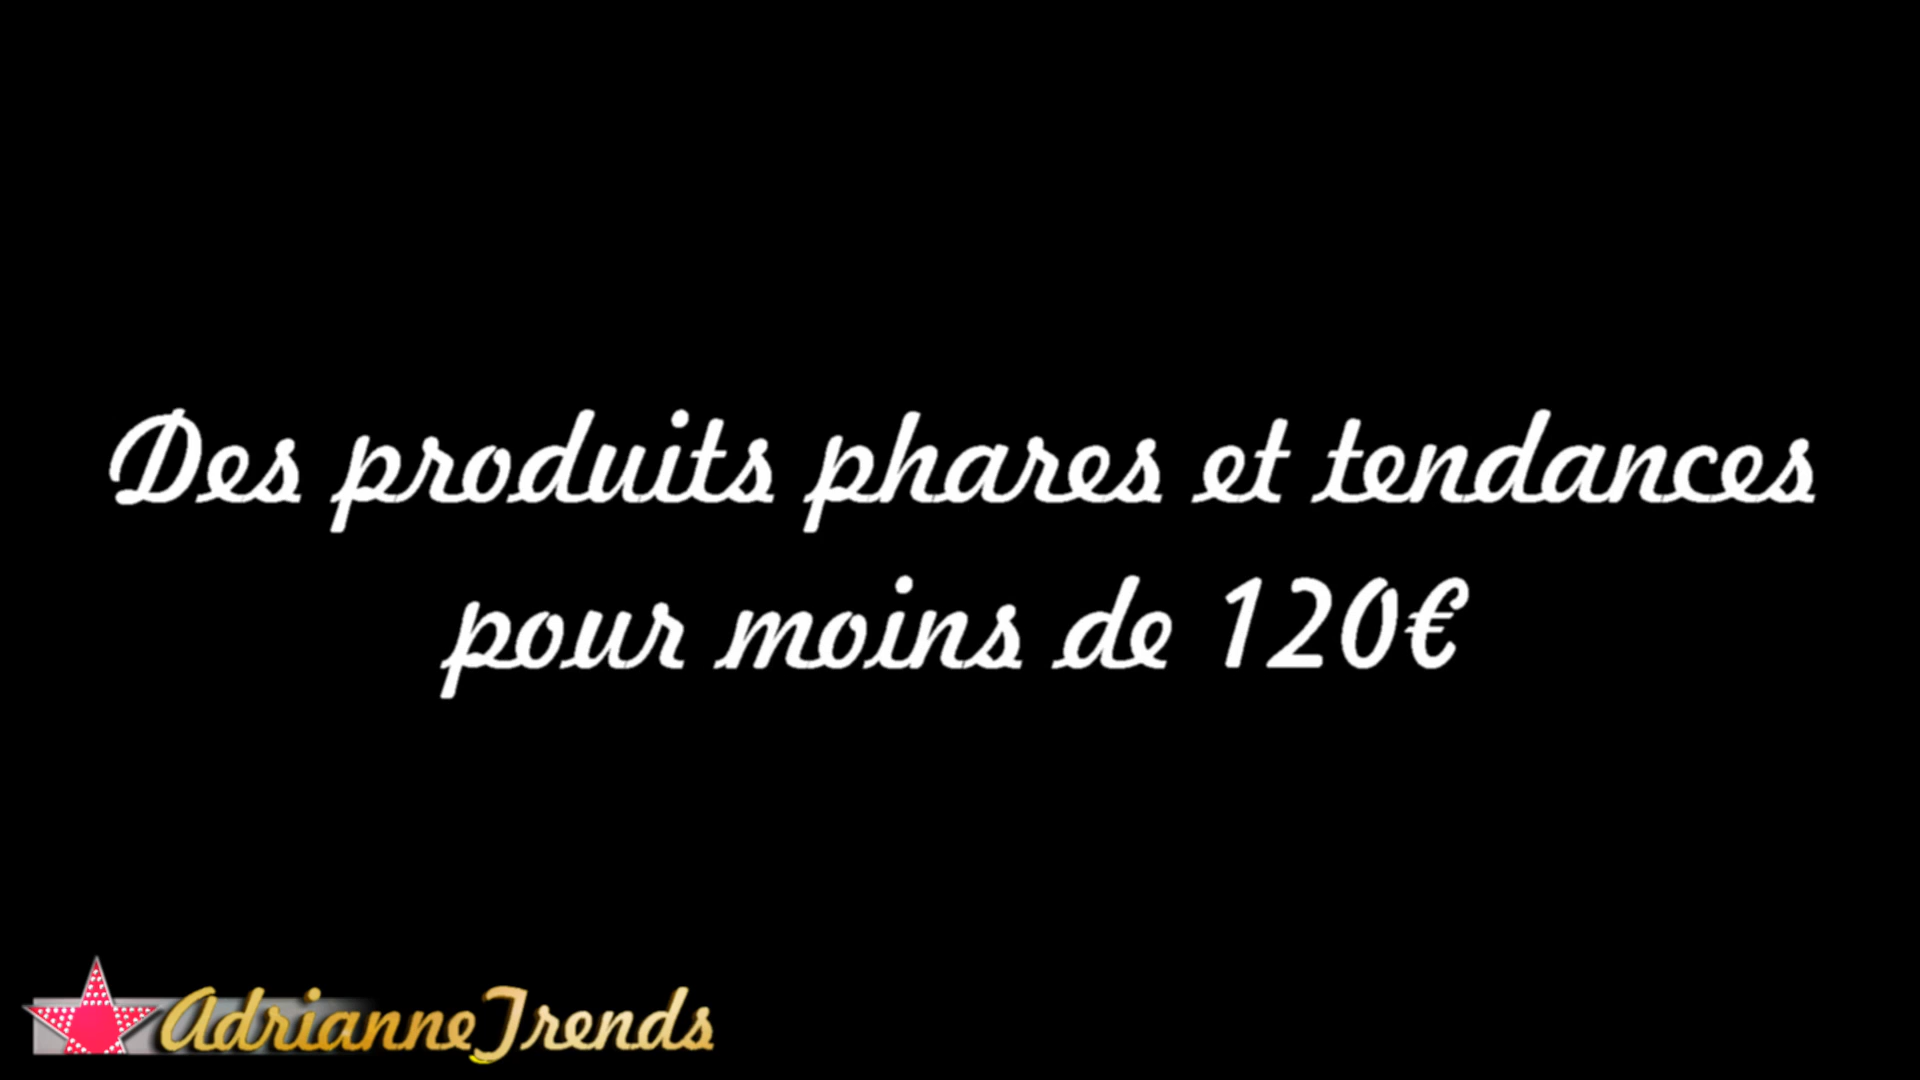 Des produits phares et tendances
pour moins de 120€
AdrianneTrends